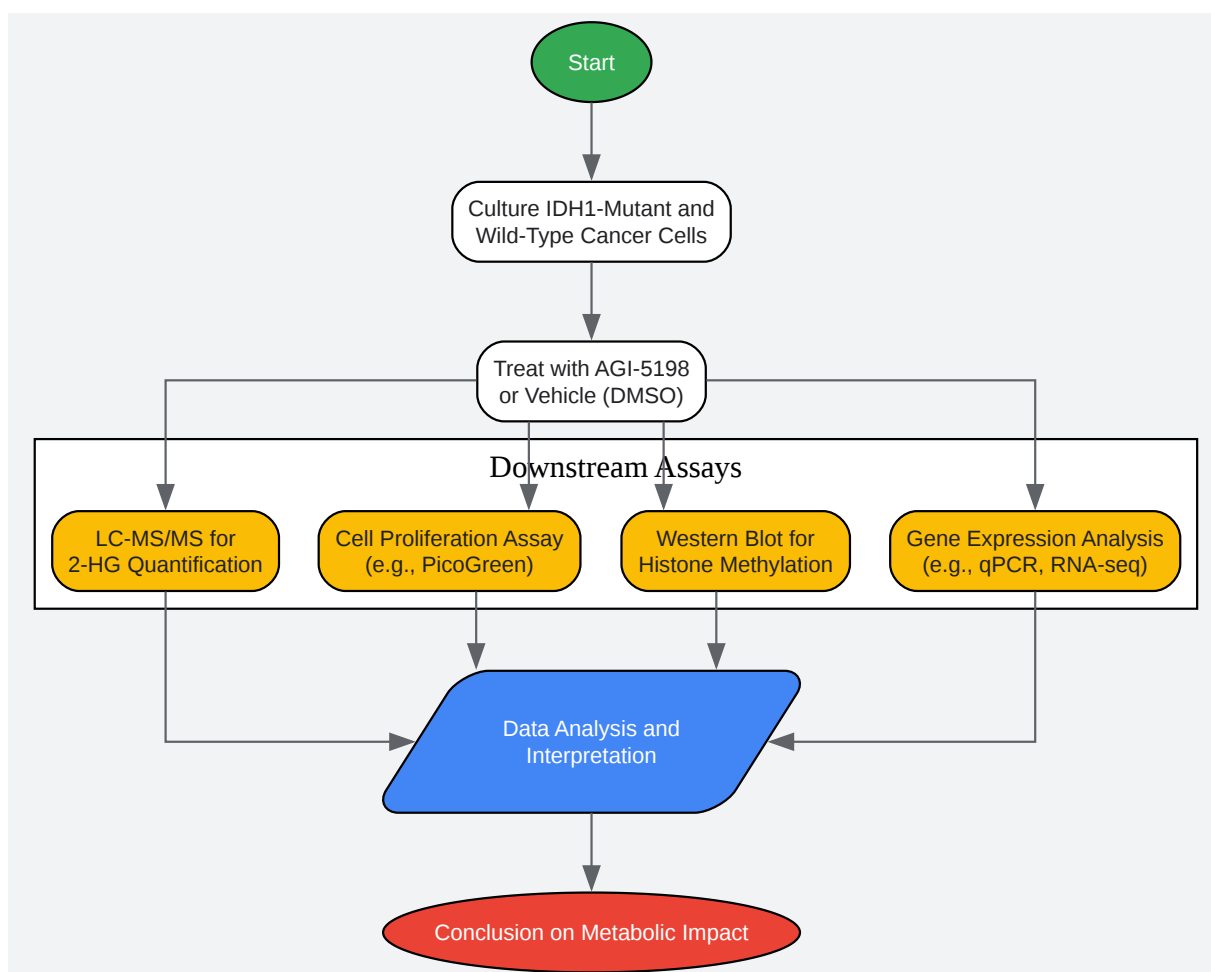 Start
Culture IDH1-Mutant and
Wild-Type Cancer Cells
Treat with AGI-5198
or Vehicle (DMSO)
Downstream Assays
LC-MS/MS for
2-HG Quantification
Cell Proliferation Assay
(e.g., PicoGreen)
Western Blot for
Histone Methylation
Gene Expression Analysis
(e.g., qPCR, RNA-seq)
Data Analysis and
Interpretation
Conclusion on Metabolic Impact